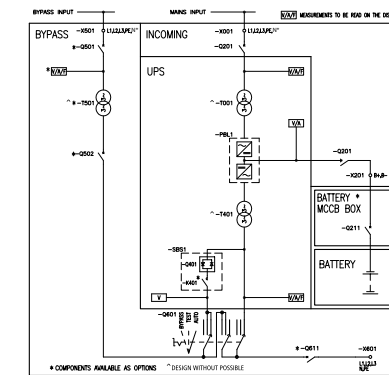 BYPASS INPUT
MAINS INPUT
V/A/F MEASUREMENTS TO BE READ ON THE DIS
BYPASS
-X501
L1,L2,L3,PE,N*
INCOMING
-X001
L1,L2,L3,PE,N*
*-Q501
-Q201
UPS
*V/A/F
V/A/F
^*-T501
^-T001
V/A
-PBL1
*-Q502
-Q201
-X201
B+,B-
BATTERY *
MCCB BOX
^-T401
-Q211
-SBS1
-Q401
BATTERY
*
-K401
V
V/A/F
-Q601
BYPASS
TEST
AUTO
*-Q611
-X601
L1,L2,L3
N,PE
* COMPONENTS AVAILABLE AS OPTIONS
^ DESIGN WITHOUT POSSIBLE